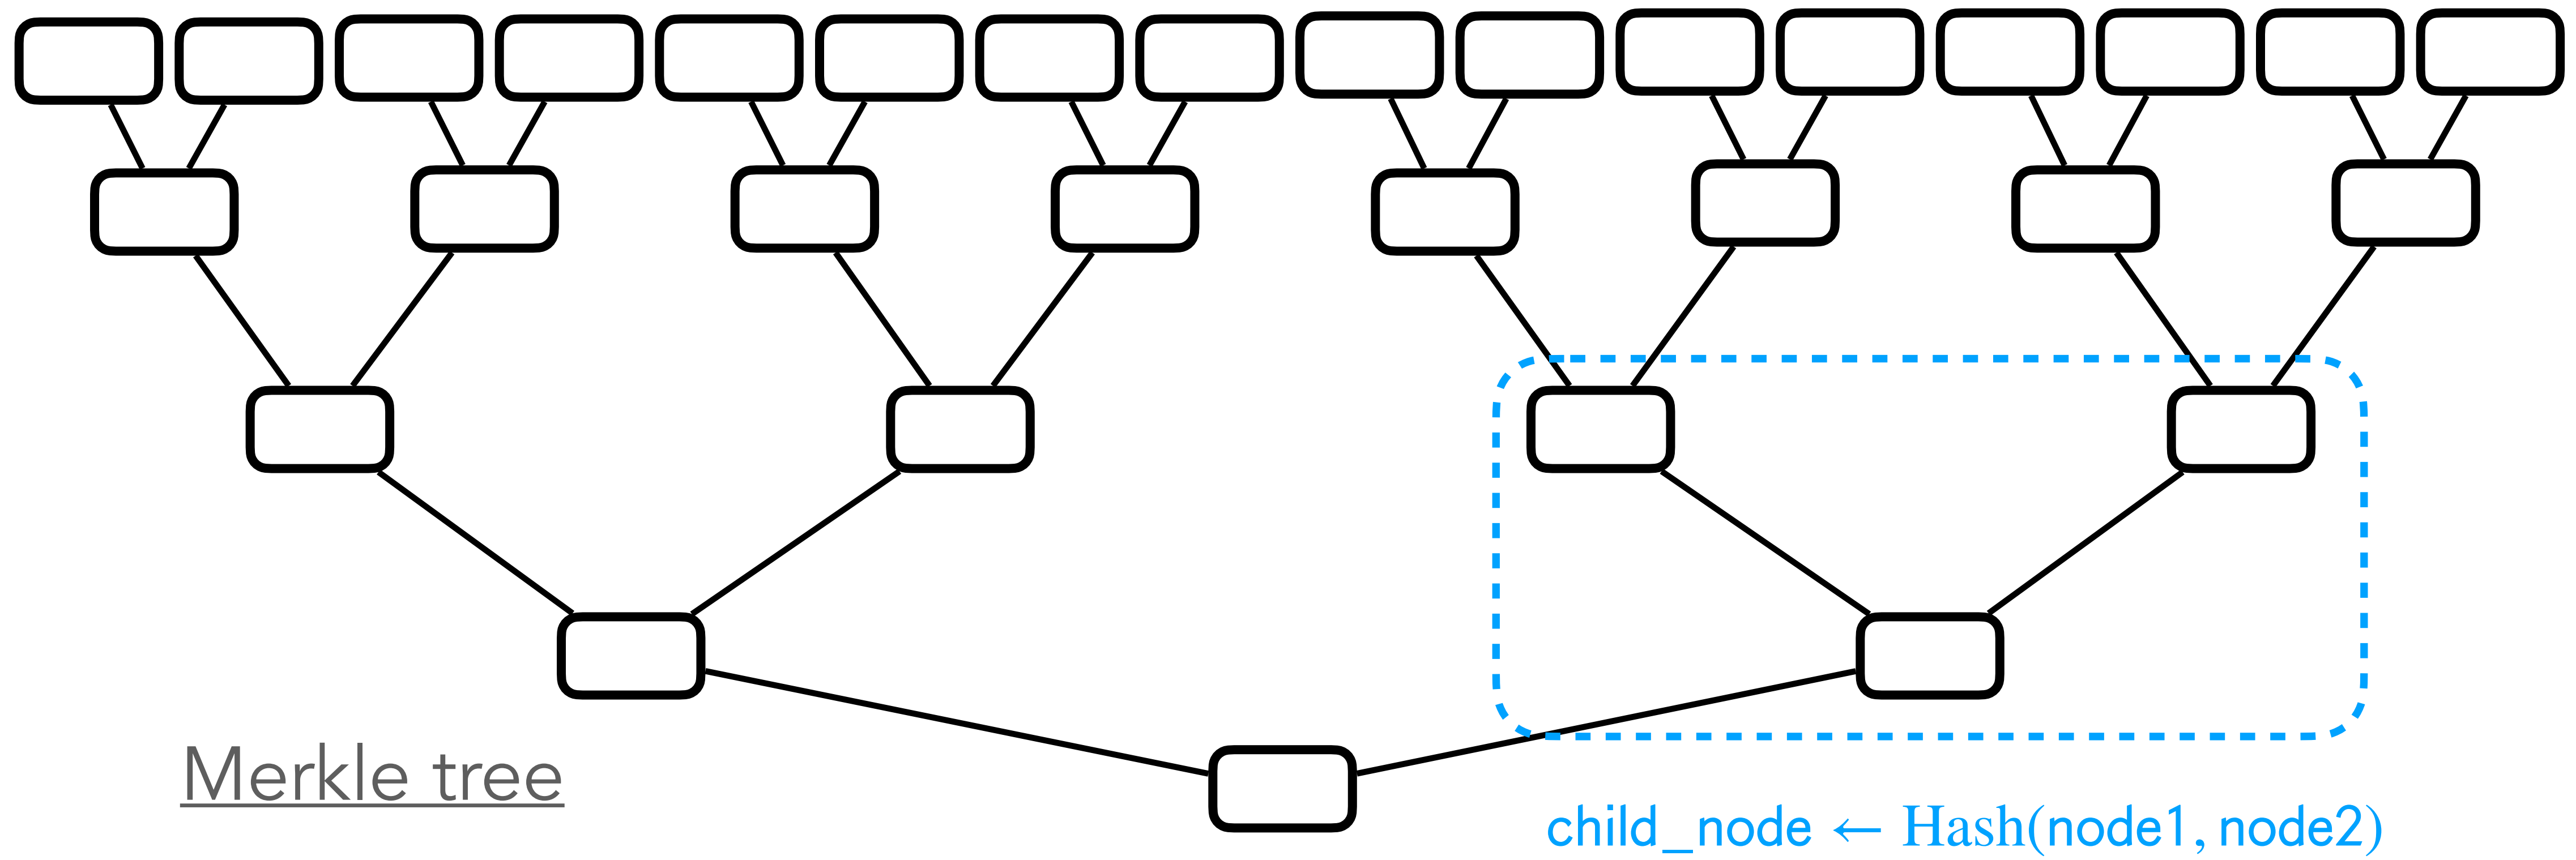 Merkle tree
child_node ← Hash(node1, node2)